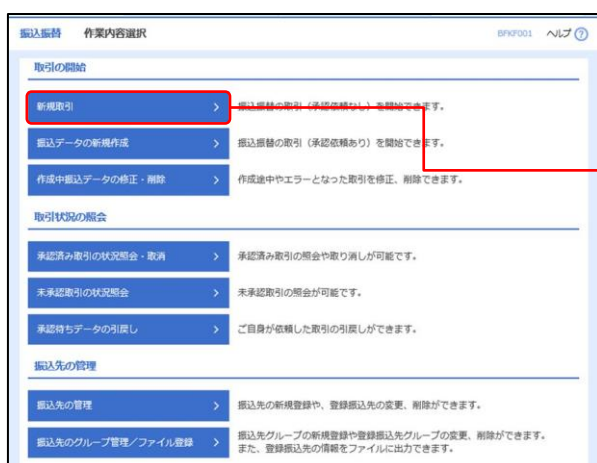 振込振替 作業内容選択 BFKF001 ヘルプ ?
取引の開始
新規取引 > 振込振替の取引（承認依頼なし）を開始できます。
振込データの新規作成 > 振込振替の取引（承認依頼あり）を開始できます。
作成中振込データの修正・削除 > 作成途中やエラーとなった取引を修正、削除できます。
取引状況の照会
承認済み取引の状況照会・取消 > 承認済み取引の照会や取り消しが可能です。
未承認取引の状況照会 > 未承認取引の照会が可能です。
承認待ちデータの引戻し > ご自身が依頼した取引の引戻しができます。
振込先の管理
振込先の管理 > 振込先の新規登録や、登録振込先の変更、削除ができます。
振込先のグループ管理／ファイル登録 > 振込先グループの新規登録や登録振込先グループの変更、削除ができます。
また、登録振込先の情報をファイルに出力できます。